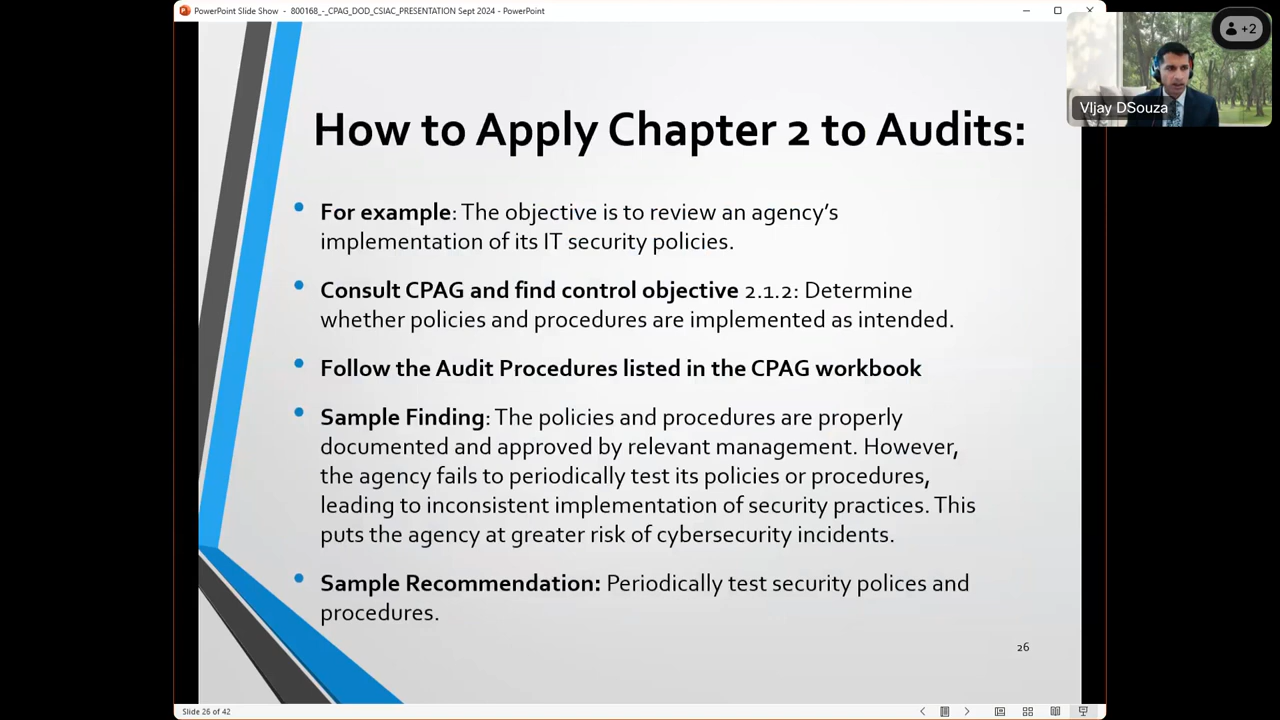 PowerPoint Slide Show - 800168_-_CPAG_DOD_CSIAC_PRESENTATION Sept 2024 - PowerPoint
+2
VIjay DSouza
How to Apply Chapter 2 to Audits:
• For example: The objective is to review an agency’s
implementation of its IT security policies.
• Consult CPAG and find control objective 2.1.2: Determine
whether policies and procedures are implemented as intended.
• Follow the Audit Procedures listed in the CPAG workbook
• Sample Finding: The policies and procedures are properly
documented and approved by relevant management. However,
the agency fails to periodically test its policies or procedures,
leading to inconsistent implementation of security practices. This
puts the agency at greater risk of cybersecurity incidents.
• Sample Recommendation: Periodically test security polices and
procedures.
26
Slide 26 of 42